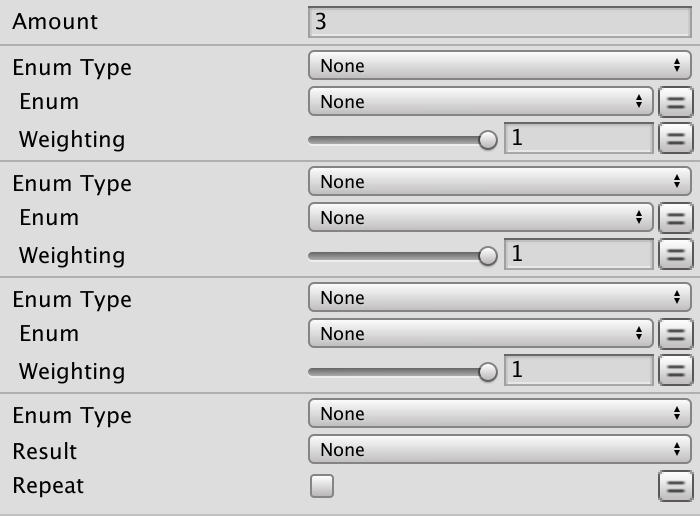 Amount 3
Enum Type None
Enum None
Weighting 1
Enum Type None
Enum None
Weighting 1
Enum Type None
Enum None
Weighting 1
Enum Type None
Result None
Repeat